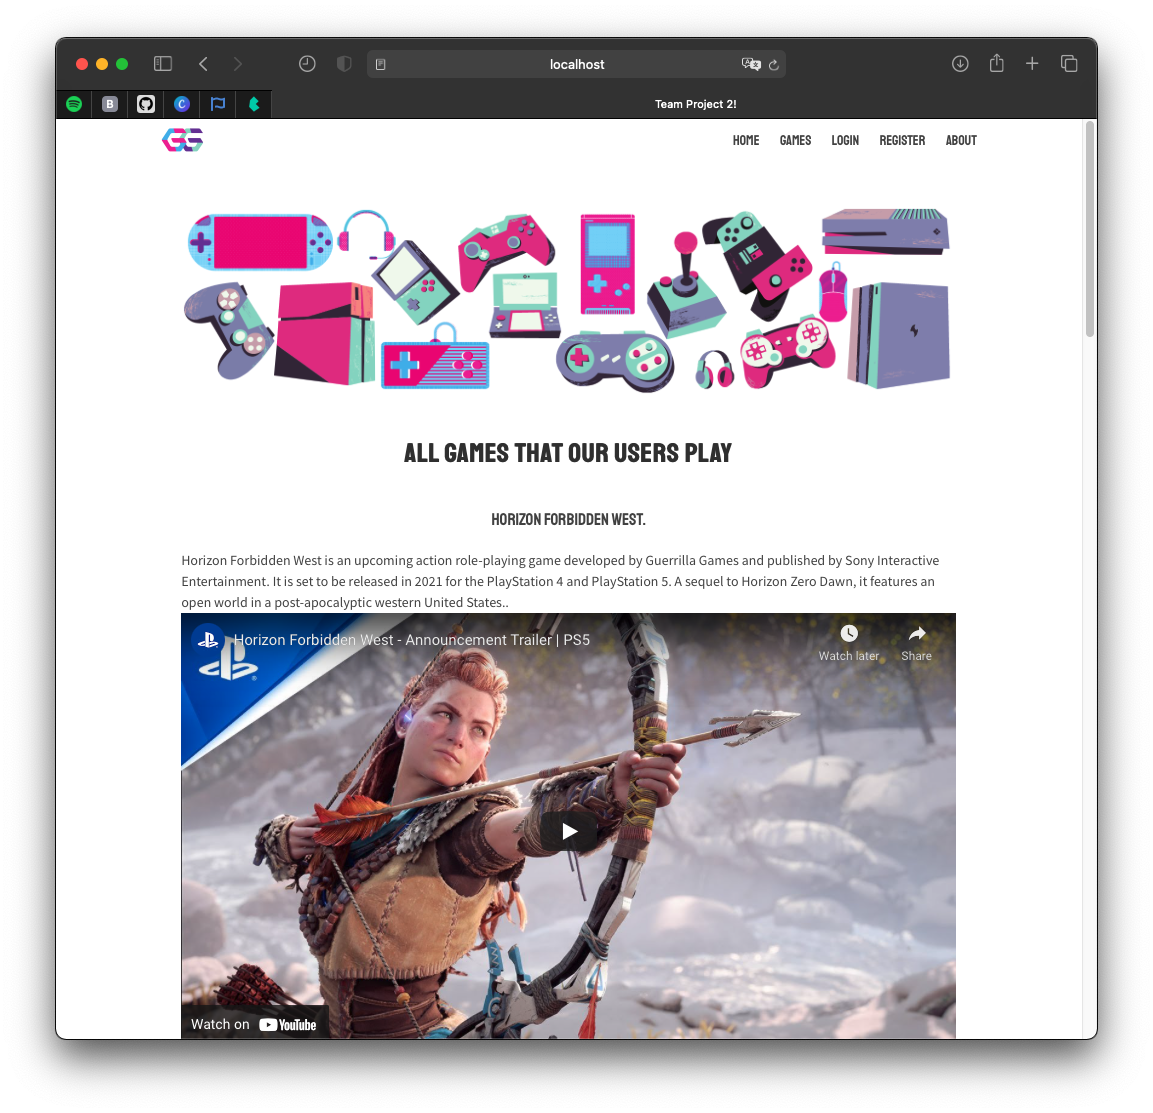 localhost
B
C
Team Project 2!
GS
HOME GAMES LOGIN REGISTER ABOUT
ALL GAMES THAT OUR USERS PLAY
HORIZON FORBIDDEN WEST.
Horizon Forbidden West is an upcoming action role-playing game developed by Guerrilla Games and published by Sony Interactive
Entertainment. It is set to be released in 2021 for the PlayStation 4 and PlayStation 5. A sequel to Horizon Zero Dawn, it features an
open world in a post-apocalyptic western United States..
Horizon Forbidden West - Announcement Trailer | PS5
Watch later
Share
Watch on YouTube